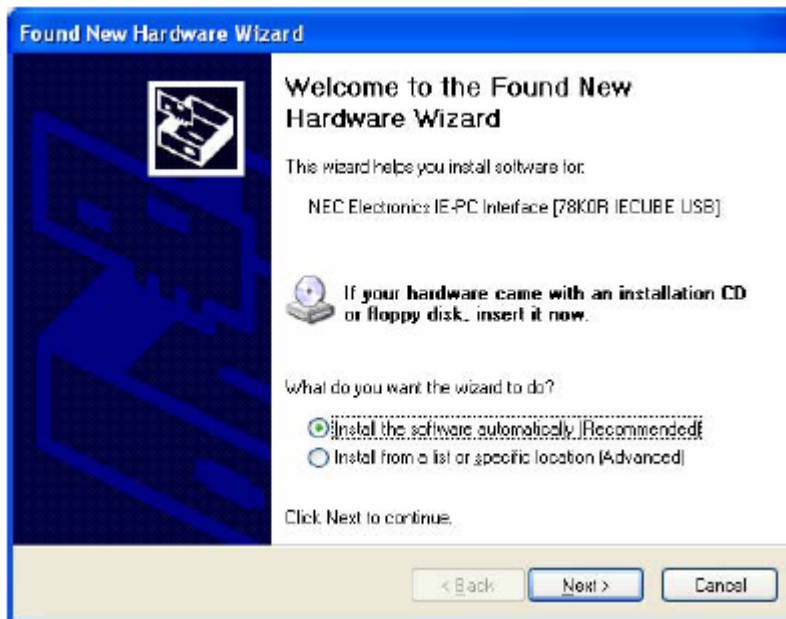 Found New Hardware Wizard
Welcome to the Found New
Hardware Wizard
This wizard helps you install software for:
NEC Electronics IE-PC Interface [78K0R IECUBE USB]
If your hardware came with an installation CD
or floppy disk, insert it now.
What do you want the wizard to do?
Install the software automatically (Recommended)
Install from a list or specific location (Advanced)
Click Next to continue.
< Back
Next >
Cancel